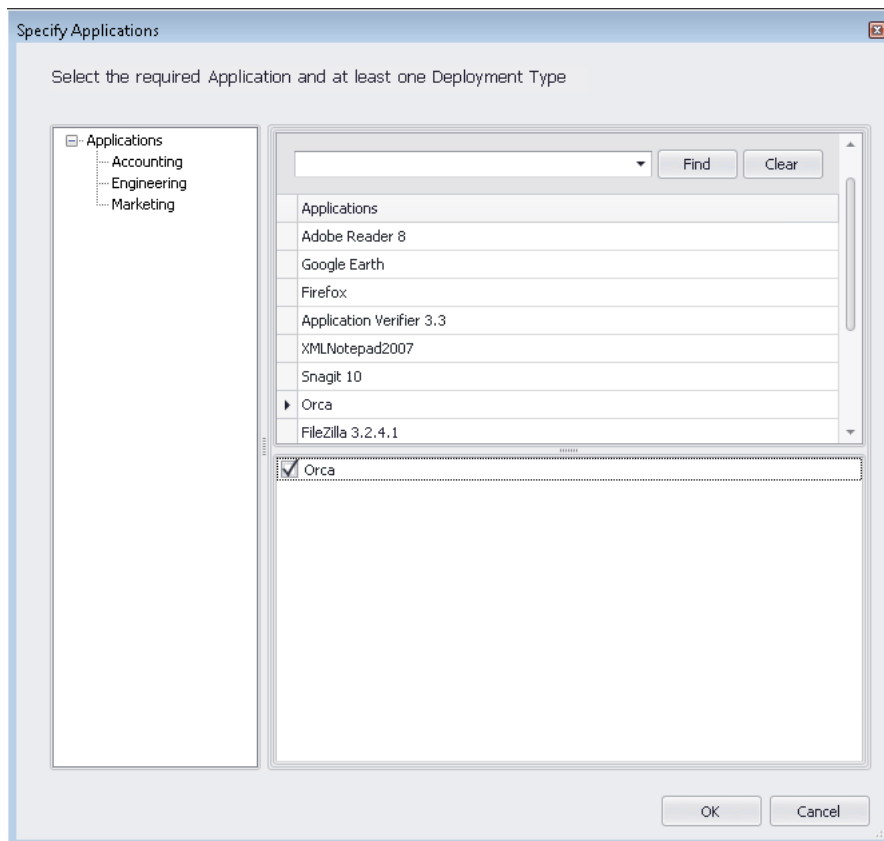 Specify Applications
Select the required Application and at least one Deployment Type
Applications
Accounting
Engineering
Marketing
Find Clear
Applications
Adobe Reader 8
Google Earth
Firefox
Application Verifier 3.3
XMLNotepad2007
Snagit 10
Orca
FileZilla 3.2.4.1
Orca
OK Cancel